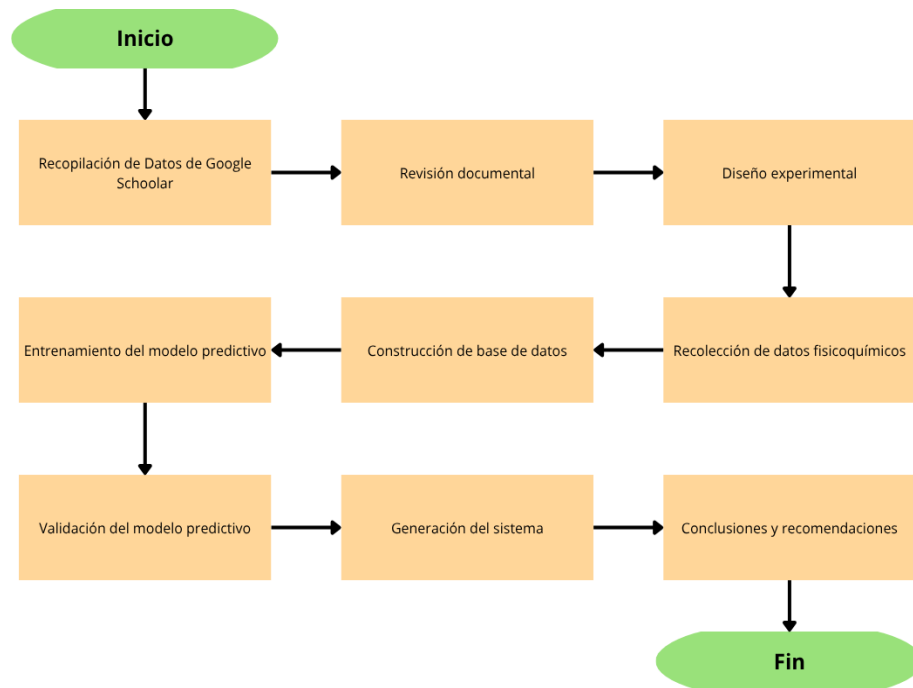 Inicio
Recopilación de Datos de Google
Schoolar
Revisión documental
Diseño experimental
Recolección de datos fisicoquímicos
Construcción de base de datos
Entrenamiento del modelo predictivo
Validación del modelo predictivo
Generación del sistema
Conclusiones y recomendaciones
Fin